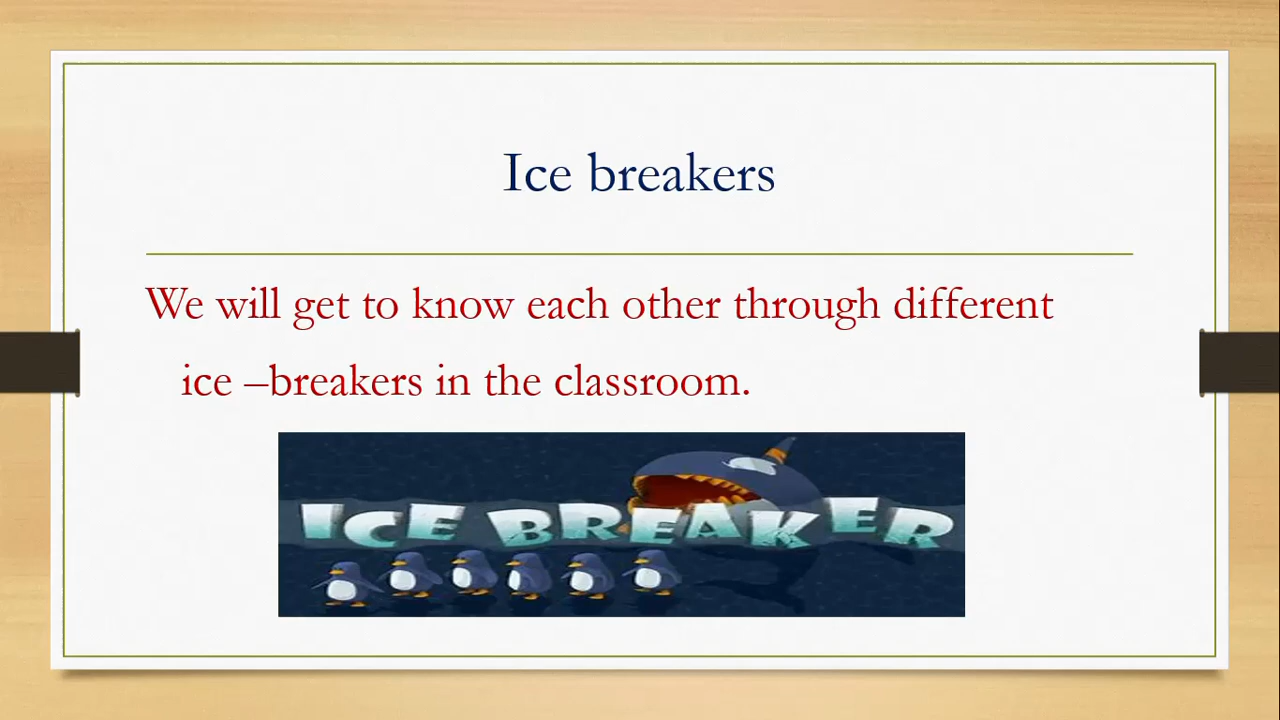 Ice breakers
We will get to know each other through different
ice –breakers in the classroom.
ICE BREAKER